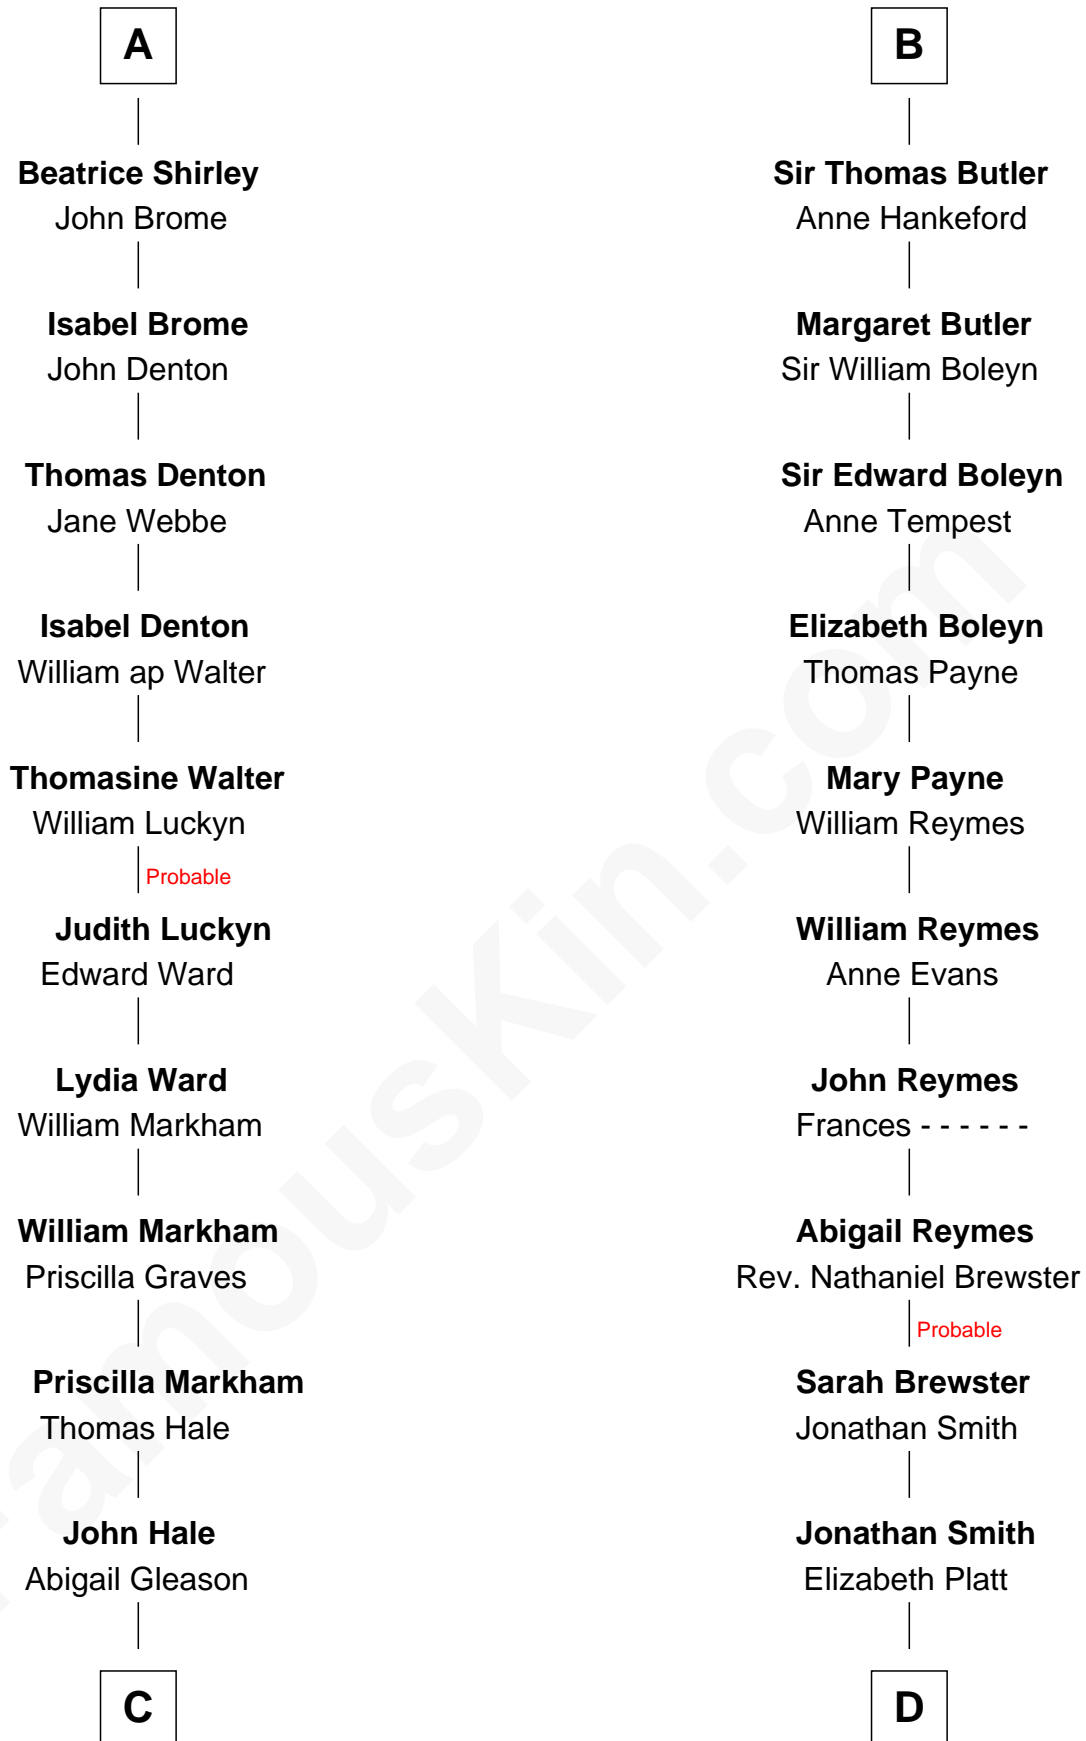 A
Beatrice Shirley
John Brome
Isabel Brome
John Denton
Thomas Denton
Jane Webbe
Isabel Denton
William ap Walter
Thomasine Walter
William Luckyn
Probable
Judith Luckyn
Edward Ward
Lydia Ward
William Markham
William Markham
Priscilla Graves
Priscilla Markham
Thomas Hale
John Hale
Abigail Gleason
C
B
Sir Thomas Butler
Anne Hankeford
Margaret Butler
Sir William Boleyn
Sir Edward Boleyn
Anne Tempest
Elizabeth Boleyn
Thomas Payne
Mary Payne
William Reymes
William Reymes
Anne Evans
John Reymes
Frances - - - - - -
Abigail Reymes
Rev. Nathaniel Brewster
Probable
Sarah Brewster
Jonathan Smith
Jonathan Smith
Elizabeth Platt
D
FamousKin.com